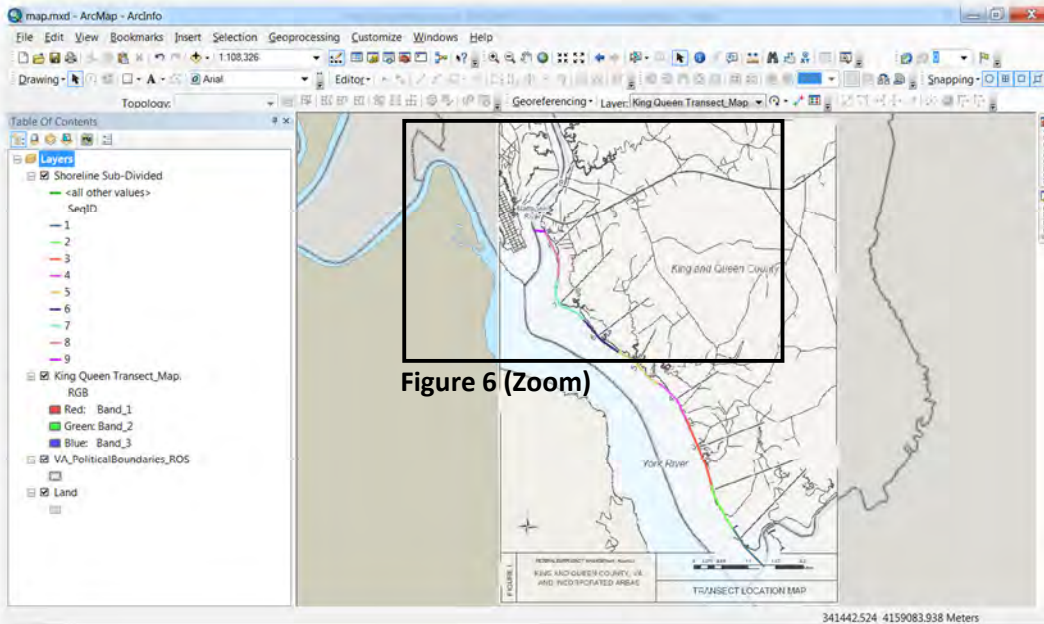 map.mxd - ArcMap - ArcInfo
File Edit View Bookmarks Insert Selection Geoprocessing Customize Windows Help
1:108,326
Drawing A Arial Editor Snapping
Topology: Georeferencing Layer: King Queen Transect_Map
Table Of Contents
Layers
Shoreline Sub-Divided
<all other values>
SegID
1
2
3
4
5
6
7
8
9
King Queen Transect_Map.
RGB
Red: Band_1
Green: Band_2
Blue: Band_3
VA_PoliticalBoundaries_ROS
Land
River
King and Queen County
Figure 6 (Zoom)
York River
FIGURE 1
KING AND QUEEN COUNTY, VA
AND INCORPORATED AREAS
TRANSECT LOCATION MAP
341442.524 4159083.938 Meters